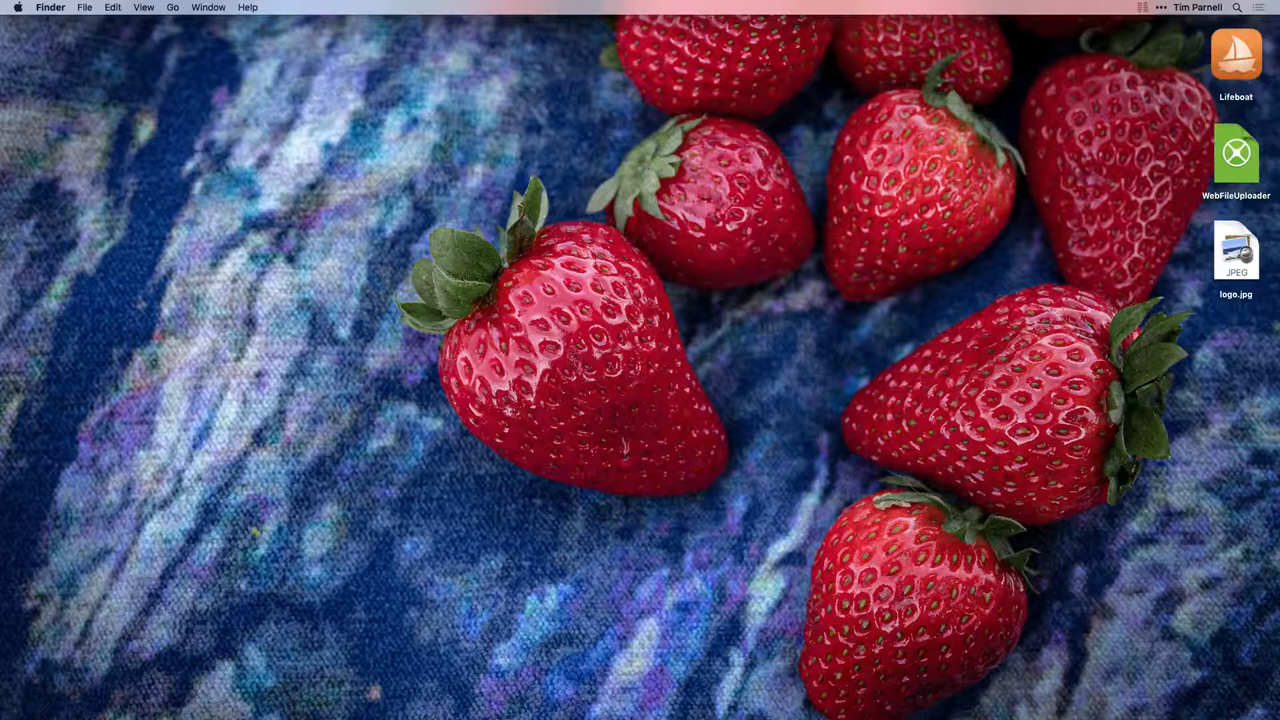 Finder File Edit View Go Window Help Tim Parnell
Lifeboat
WebFileUploader
JPEG
logo.jpg